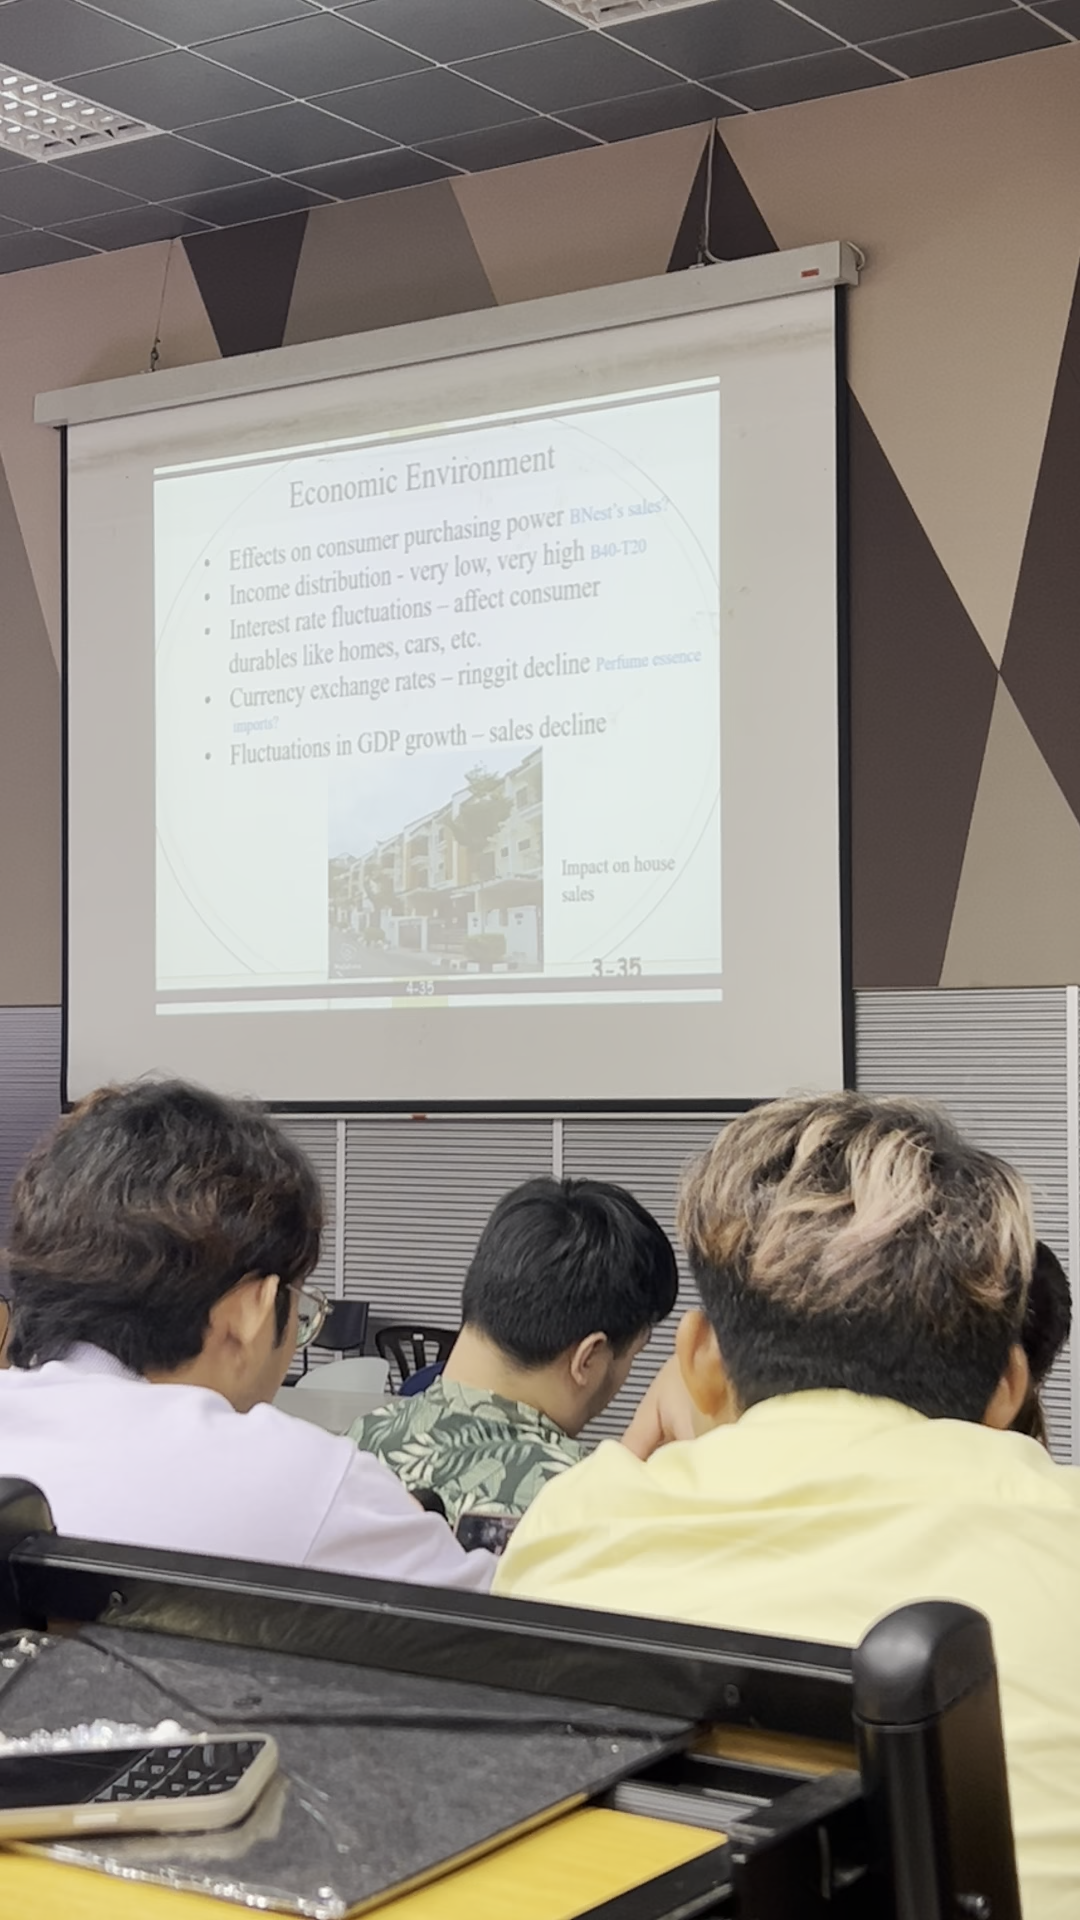 Economic Environment
• Effects on consumer purchasing power BNest's sales?
• Income distribution - very low, very high B40-T20
• Interest rate fluctuations – affect consumer
durables like homes, cars, etc.
• Currency exchange rates – ringgit decline Perfume essence
imports?
• Fluctuations in GDP growth – sales decline
Impact on house
sales
3-35
4-35